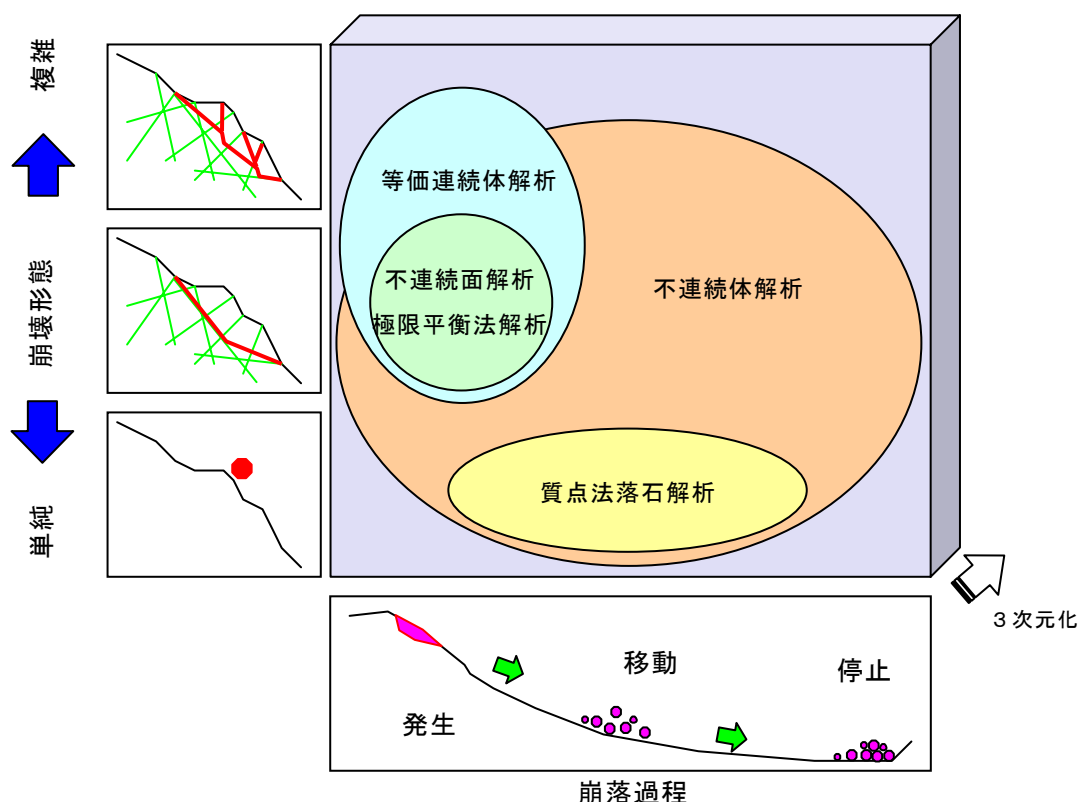 複雑
崩壊形態
単純
等価連続体解析
不連続面解析
極限平衡法解析
不連続体解析
質点法落石解析
3次元化
発生
移動
停止
崩落過程